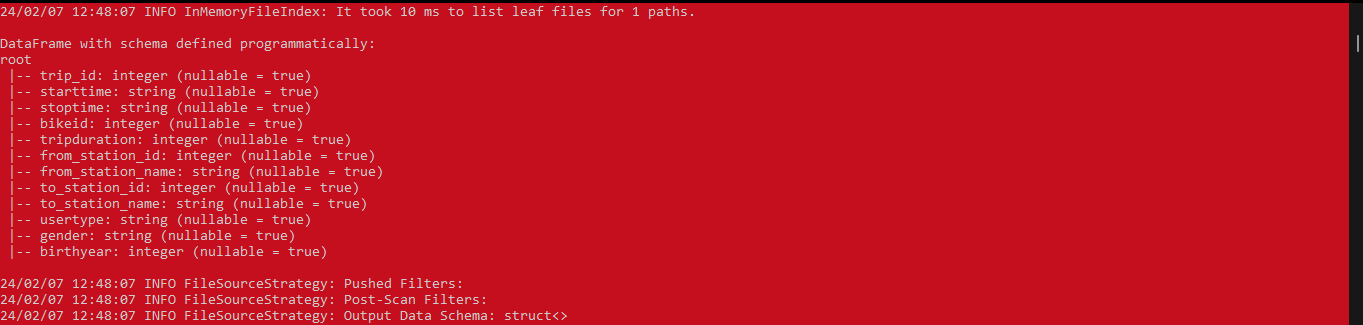 24/02/07 12:48:07 INFO InMemoryFileIndex: It took 10 ms to list leaf files for 1 paths.
DataFrame with schema defined programmatically:
root
 |-- trip_id: integer (nullable = true)
 |-- starttime: string (nullable = true)
 |-- stoptime: string (nullable = true)
 |-- bikeid: integer (nullable = true)
 |-- tripduration: integer (nullable = true)
 |-- from_station_id: integer (nullable = true)
 |-- from_station_name: string (nullable = true)
 |-- to_station_id: integer (nullable = true)
 |-- to_station_name: string (nullable = true)
 |-- usertype: string (nullable = true)
 |-- gender: string (nullable = true)
 |-- birthyear: integer (nullable = true)
24/02/07 12:48:07 INFO FileSourceStrategy: Pushed Filters:
24/02/07 12:48:07 INFO FileSourceStrategy: Post-Scan Filters:
24/02/07 12:48:07 INFO FileSourceStrategy: Output Data Schema: struct<>